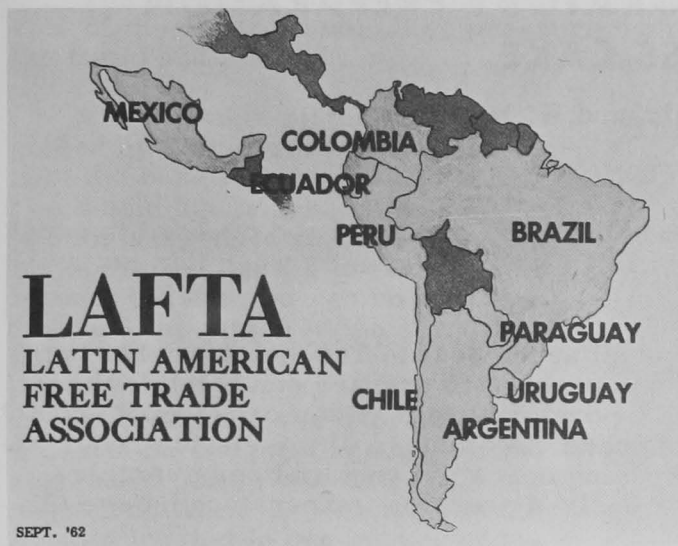 MEXICO
COLOMBIA
ECUADOR
PERU
BRAZIL
LAFTA
LATIN AMERICAN
FREE TRADE
ASSOCIATION
PARAGUAY
CHILE
URUGUAY
ARGENTINA
SEPT. '62